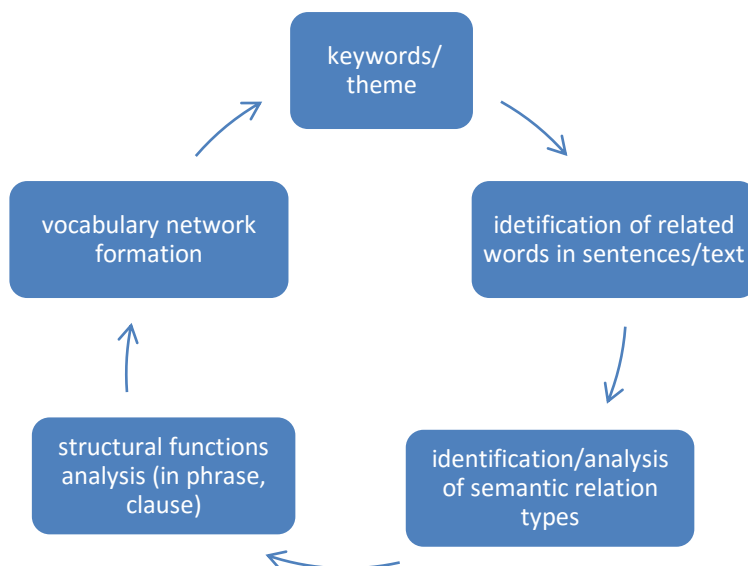 keywords/
theme
idetification of related
words in sentences/text
identification/analysis
of semantic relation
types
structural functions
analysis (in phrase,
clause)
vocabulary network
formation